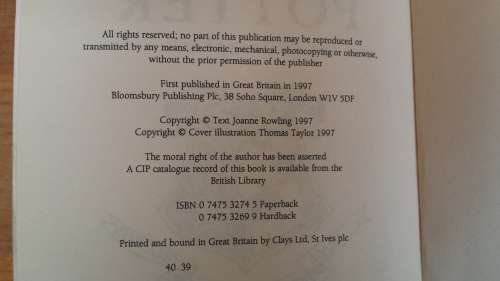 POTTER
All rights reserved; no part of this publication may be reproduced or
transmitted by any means, electronic, mechanical, photocopying or otherwise,
without the prior permission of the publisher
First published in Great Britain in 1997
Bloomsbury Publishing Plc, 38 Soho Square, London W1V 5DF
Copyright © Text Joanne Rowling 1997
Copyright © Cover illustration Thomas Taylor 1997
The moral right of the author has been asserted
A CIP catalogue record of this book is available from the
British Library
ISBN 0 7475 3274 5 Paperback
0 7475 3269 9 Hardback
Printed and bound in Great Britain by Clays Ltd, St Ives plc
40 39